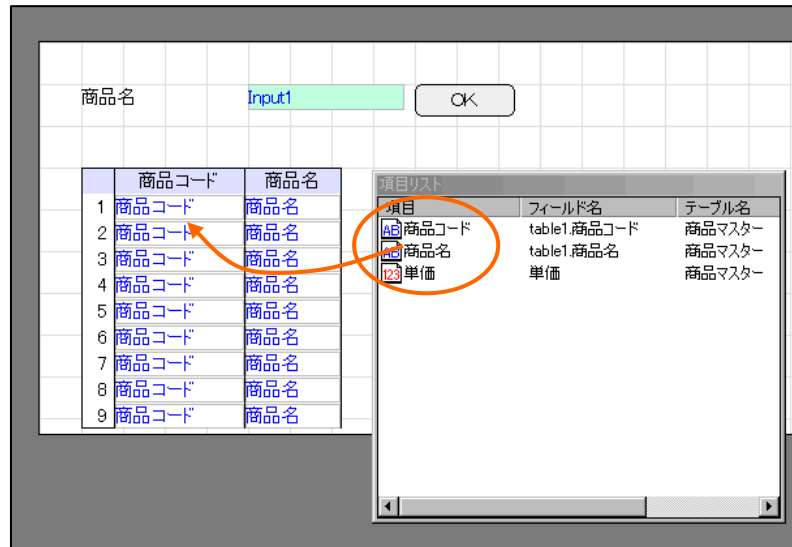 商品名 Input1 OK
商品コード 商品名
1 商品コード 商品名
2 商品コード 商品名
3 商品コード 商品名
4 商品コード 商品名
5 商品コード 商品名
6 商品コード 商品名
7 商品コード 商品名
8 商品コード 商品名
9 商品コード 商品名
項目リスト
項目 フィールド名 テーブル名
AB 商品コード table1.商品コード 商品マスター
AB 商品名 table1.商品名 商品マスター
123 単価 単価 商品マスター